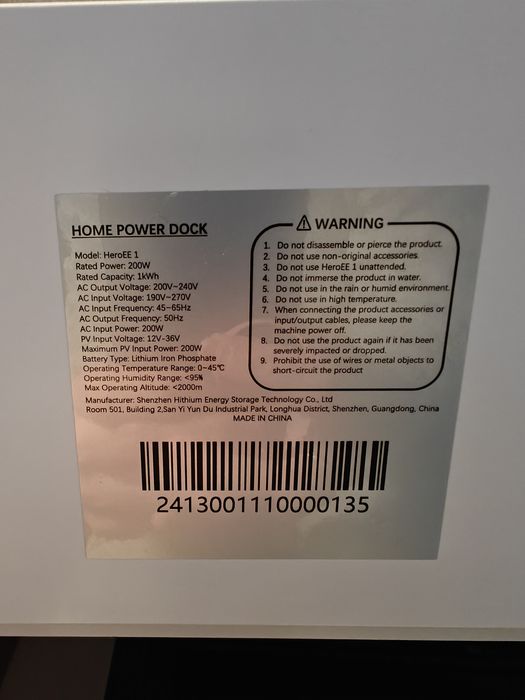 HOME POWER DOCK
Model: HeroEE 1
Rated Power: 200W
Rated Capacity: 1kWh
AC Output Voltage: 200V~240V
AC Input Voltage: 190V~270V
AC Input Frequency: 45-65Hz
AC Output Frequency: 50Hz
AC Input Power: 200W
PV Input Voltage: 12V-36V
Maximum PV Input Power: 200W
Battery Type: Lithium Iron Phosphate
Operating Temperature Range: 0~45℃
Operating Humidity Range: <95%
Max Operating Altitude: <2000m
WARNING
1. Do not disassemble or pierce the product.
2. Do not use non-original accessories.
3. Do not use HeroEE 1 unattended.
4. Do not immerse the product in water.
5. Do not use in the rain or humid environment.
6. Do not use in high temperature.
7. When connecting the product accessories or
input/output cables, please keep the
machine power off.
8. Do not use the product again if it has been
severely impacted or dropped.
9. Prohibit the use of wires or metal objects to
short-circuit the product
Manufacturer: Shenzhen Hithium Energy Storage Technology Co., Ltd
Room 501, Building 2,San Yi Yun Du Industrial Park, Longhua District, Shenzhen, Guangdong, China
MADE IN CHINA
2413001110000135